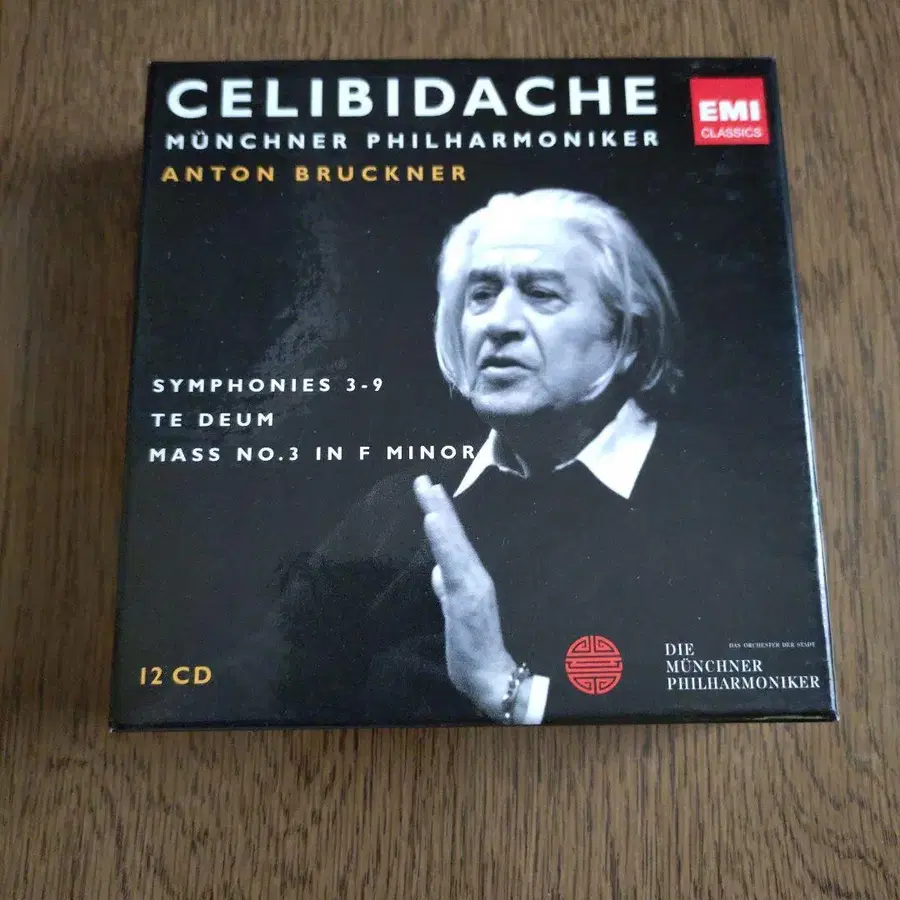 CELIBIDACHE
MÜNCHNER PHILHARMONIKER
ANTON BRUCKNER
EMI
CLASSICS
SYMPHONIES 3-9
TE DEUM
MASS NO.3 IN F MINOR
12 CD
DAS ORCHESTER DER STADT
DIE
MÜNCHNER
PHILHARMONIKER